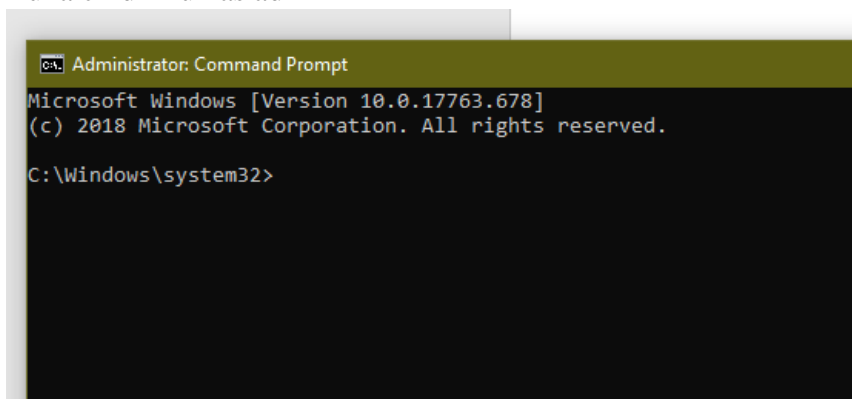 Administrator: Command Prompt
Microsoft Windows [Version 10.0.17763.678]
(c) 2018 Microsoft Corporation. All rights reserved.
C:\Windows\system32>